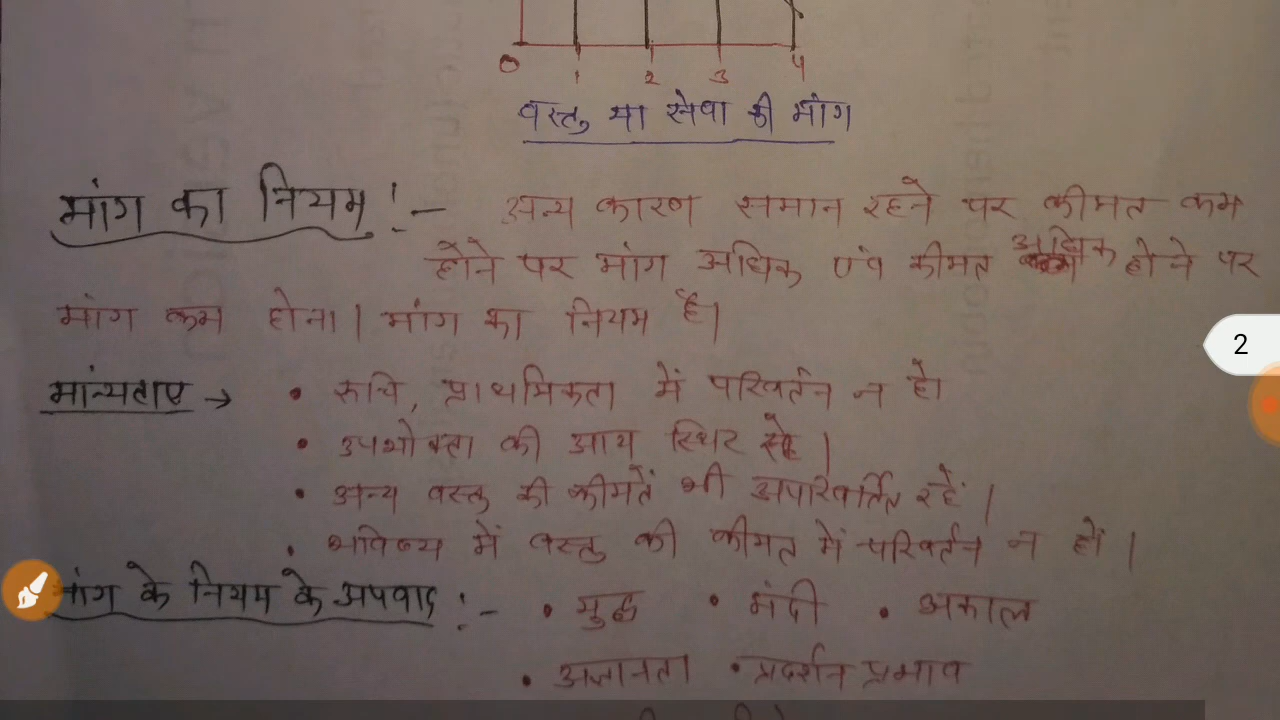 0 1 2 3 4
वस्तु या सेवा की मांग
मांग का नियम :- अन्य कारण समान रहने पर कीमत कम
होने पर मांग अधिक एवं कीमत अधिक होने पर
मांग कम होना। मांग का नियम है।
मांन्यताए → • रूचि, प्राथमिकता में परिवर्तन न हो
• उपभोक्ता की आय स्थिर रहे।
• अन्य वस्तु की कीमतें भी अपरिवर्तित रहें।
• भविष्य में वस्तु की कीमत में परिवर्तन न हों।
मांग के नियम के अपवाद :- • युद्ध • मंदी • अकाल
• अज्ञानता • प्रदर्शन प्रभाव
2